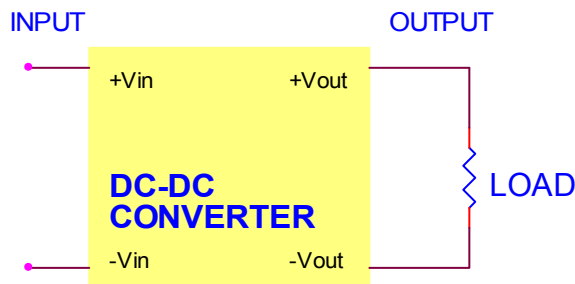 INPUT
OUTPUT
+Vin
+Vout
DC-DC
CONVERTER
LOAD
-Vin
-Vout